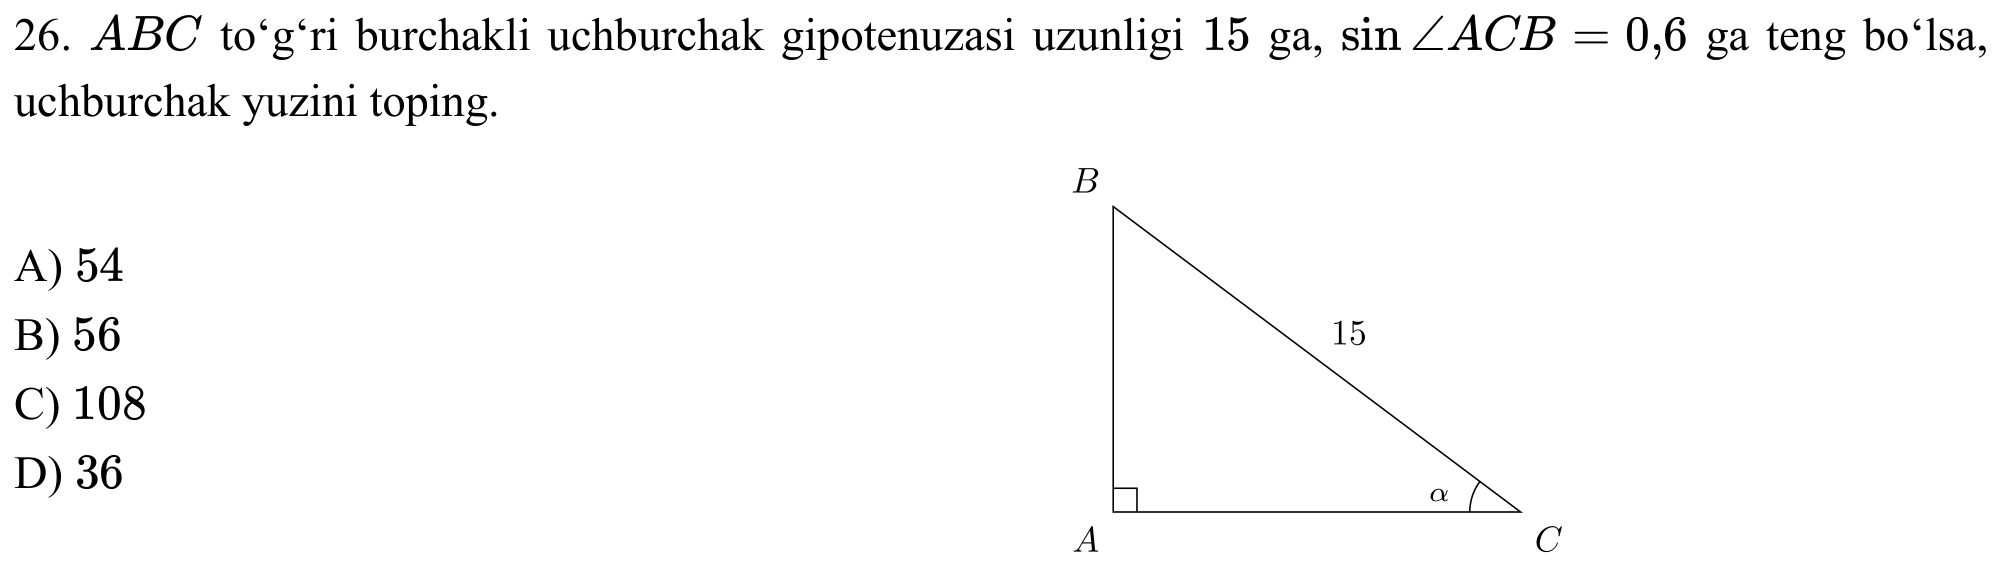 26. ABC to‘g‘ri burchakli uchburchak gipotenuzasi uzunligi 15 ga, sin ∠ACB = 0,6 ga teng bo‘lsa,
uchburchak yuzini toping.
A) 54
B) 56
C) 108
D) 36
B
15
α
A
C